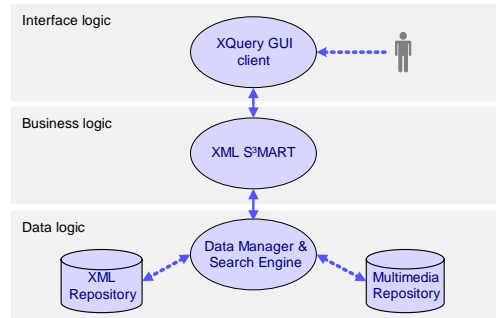 Interface logic
XQuery GUI
client
Business logic
XML S³MART
Data logic
Data Manager &
Search Engine
XML
Repository
Multimedia
Repository